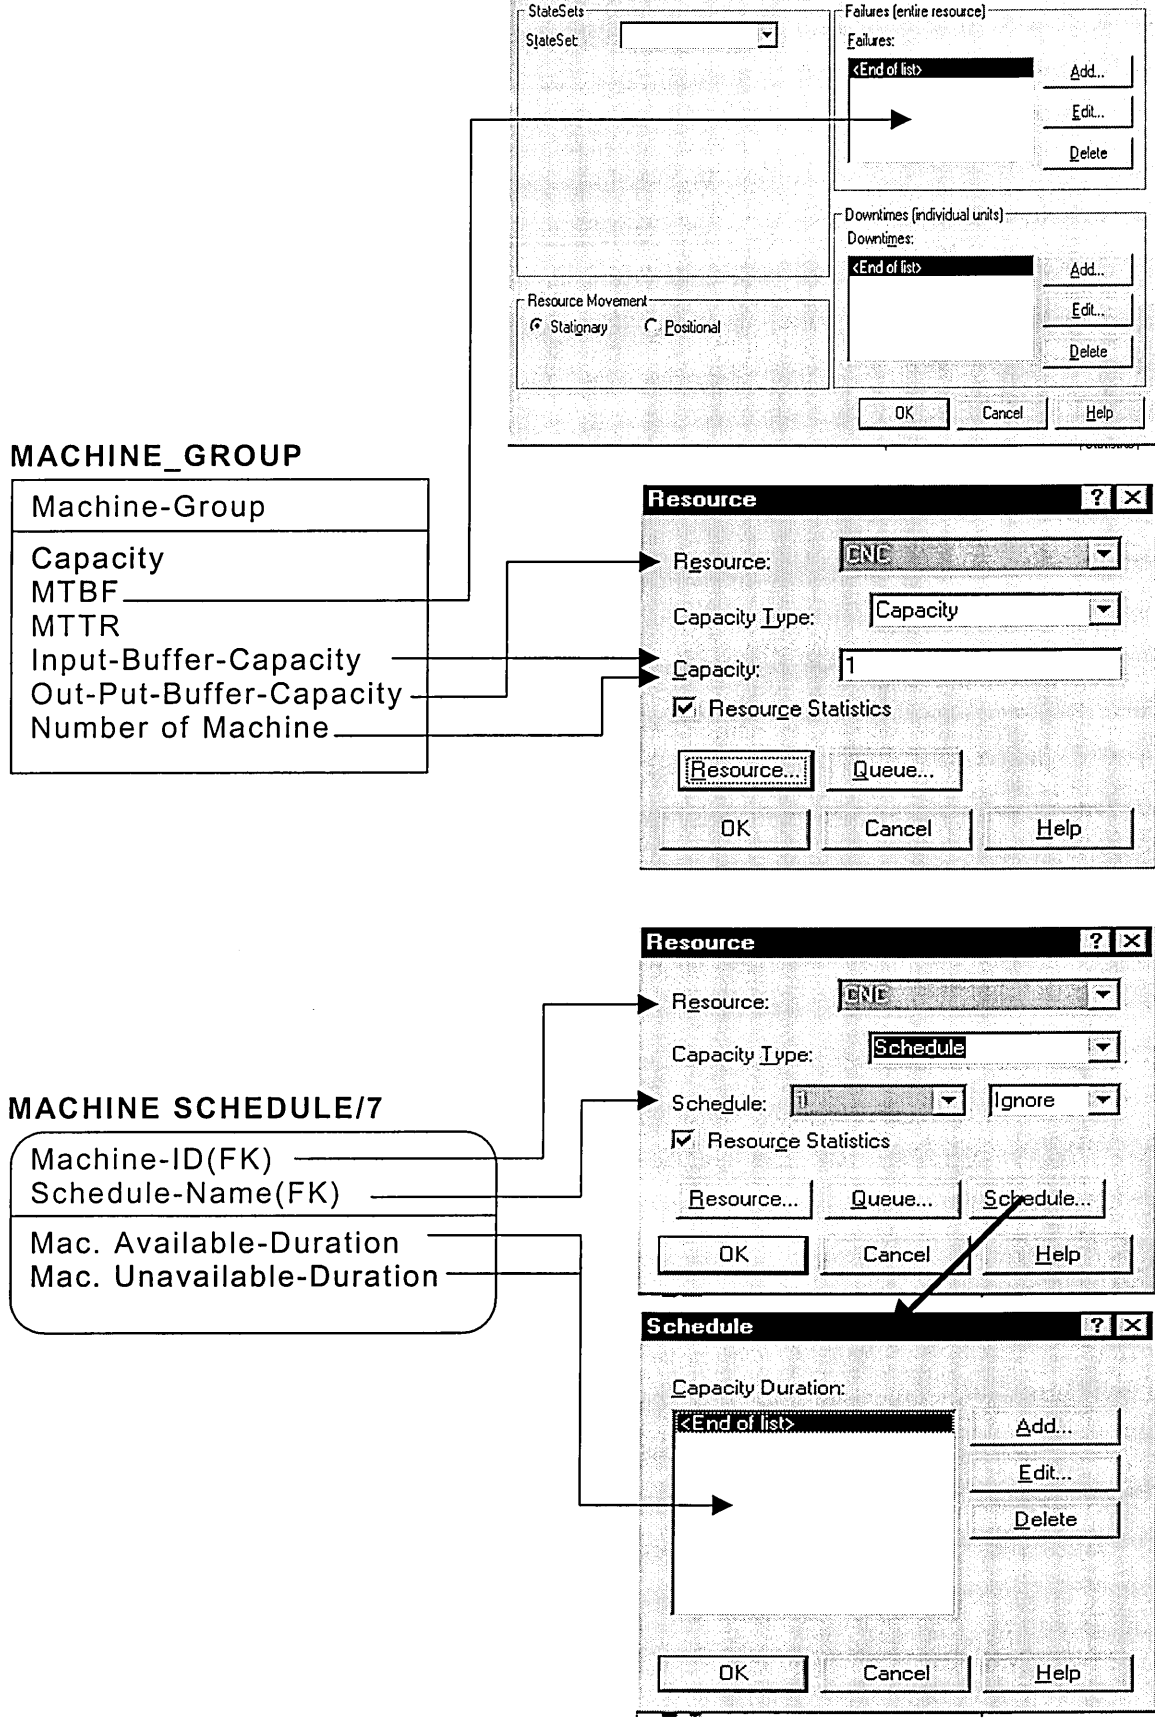 StateSets
StateSet:
Failures (entire resource)
Failures:
<End of list>
Add...
Edit...
Delete
Downtimes (individual units)
Downtimes:
<End of list>
Add...
Edit...
Delete
Resource Movement
Stationary Positional
OK Cancel Help
Statistics
MACHINE_GROUP
Machine-Group
Capacity
MTBF
MTTR
Input-Buffer-Capacity
Out-Put-Buffer-Capacity
Number of Machine
Resource ? X
Resource: CNC
Capacity Type: Capacity
Capacity: 1
Resource Statistics
Resource... Queue...
OK Cancel Help
Resource ? X
Resource: CNC
Capacity Type: Schedule
Schedule: 1 Ignore
Resource Statistics
Resource... Queue... Schedule...
OK Cancel Help
MACHINE SCHEDULE/7
Machine-ID(FK)
Schedule-Name(FK)
Mac. Available-Duration
Mac. Unavailable-Duration
Schedule ? X
Capacity Duration:
<End of list>
Add...
Edit...
Delete
OK Cancel Help